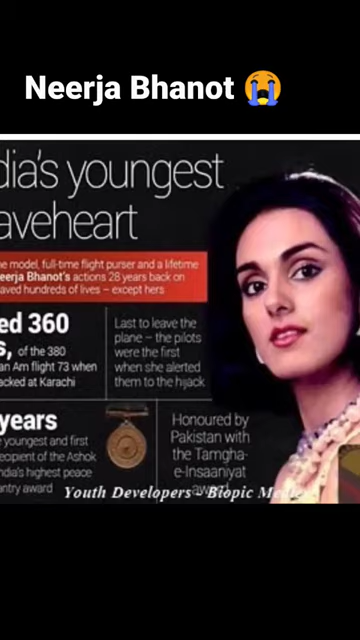 Neerja Bhanot 😭
dia's youngest
aveheart
e model, full-time flight purser and a lifetime
eerja Bhanot's actions 28 years back on
aved hundreds of lives – except hers
ed 360
s, of the 380
an Am flight 73 when
acked at Karachi
Last to leave the
plane – the pilots
were the first
when she alerted
them to the hijack
years
e youngest and first
ecipient of the Ashok
ndia's highest peace
antry award
Honoured by
Pakistan with
the Tamgha-
e-Insaaniyat
award
Youth Developers - Biopic Me